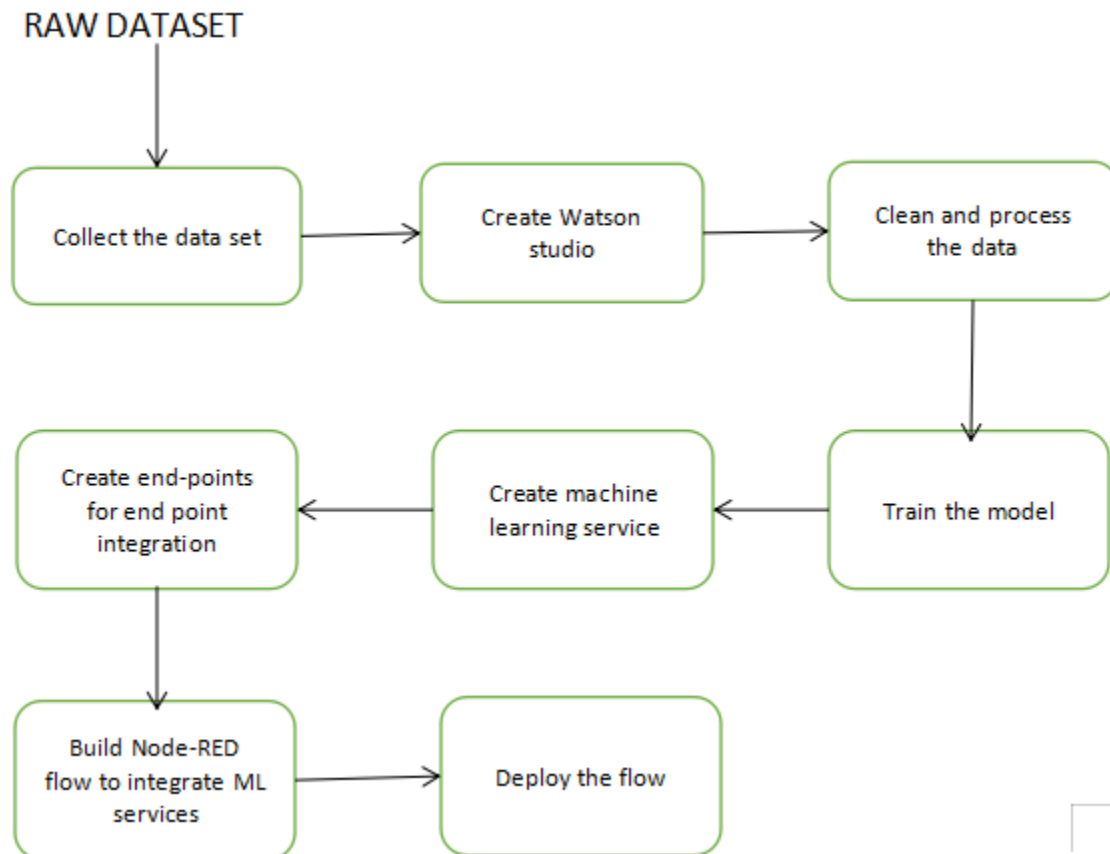 RAW DATASET
Collect the data set
Create Watson
studio
Clean and process
the data
Train the model
Create machine
learning service
Create end-points
for end point
integration
Build Node-RED
flow to integrate ML
services
Deploy the flow